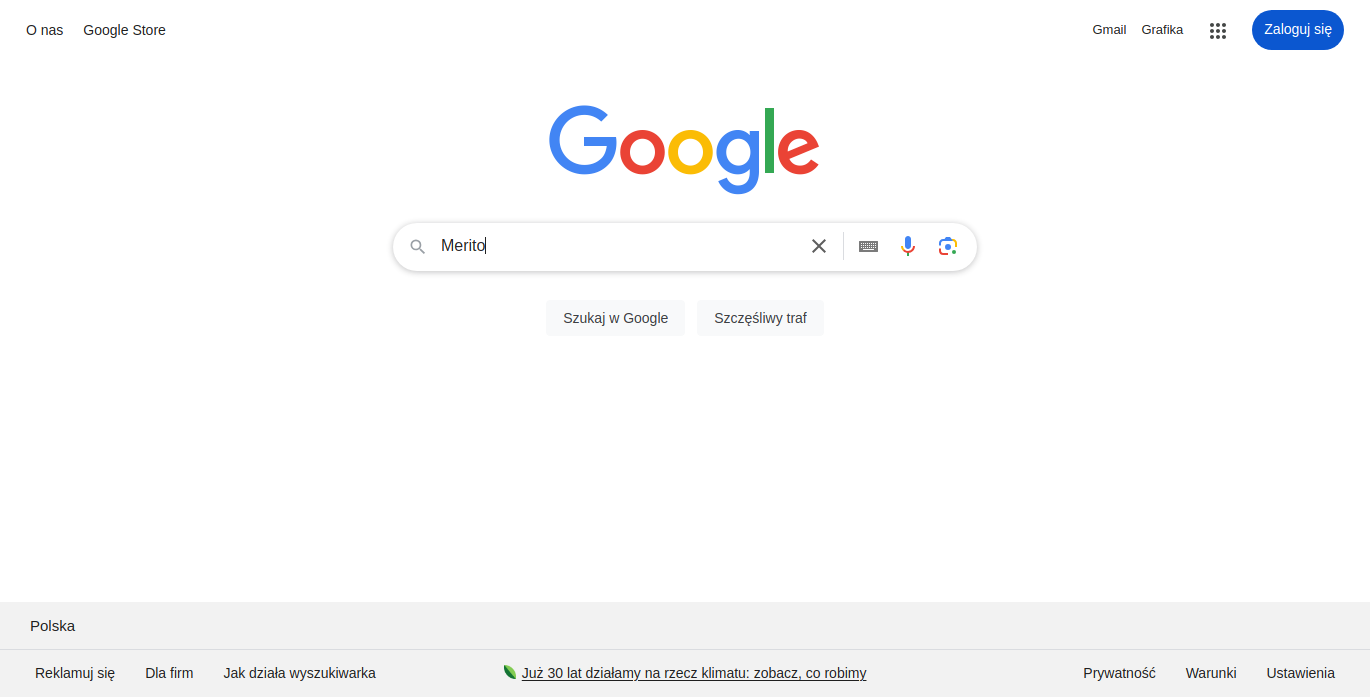 O nas Google Store Gmail Grafika Zaloguj się
Google
Merito
Szukaj w Google Szczęśliwy traf
Polska
Reklamuj się Dla firm Jak działa wyszukiwarka Już 30 lat działamy na rzecz klimatu: zobacz, co robimy Prywatność Warunki Ustawienia